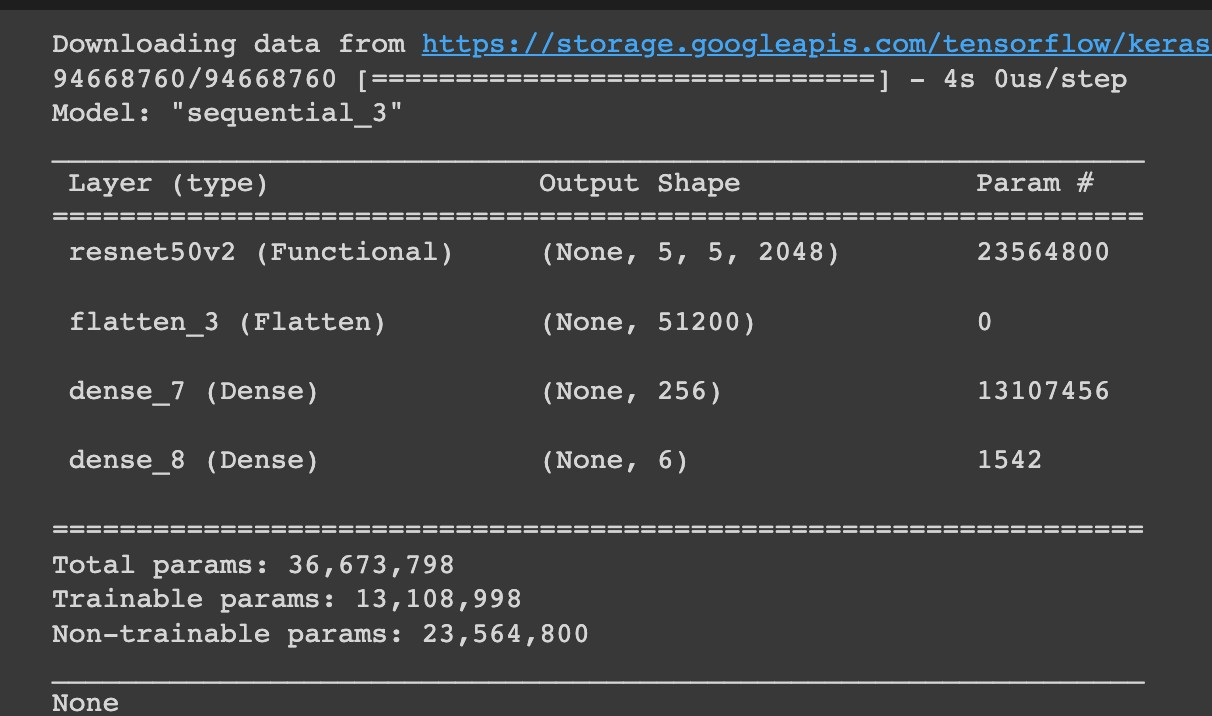 Downloading data from https://storage.googleapis.com/tensorflow/keras
94668760/94668760 [==============================] - 4s 0us/step
Model: "sequential_3"
_________________________________________________________________
Layer (type)                Output Shape              Param #
=================================================================
resnet50v2 (Functional)     (None, 5, 5, 2048)        23564800
flatten_3 (Flatten)         (None, 51200)             0
dense_7 (Dense)             (None, 256)               13107456
dense_8 (Dense)             (None, 6)                 1542
=================================================================
Total params: 36,673,798
Trainable params: 13,108,998
Non-trainable params: 23,564,800
_________________________________________________________________
None